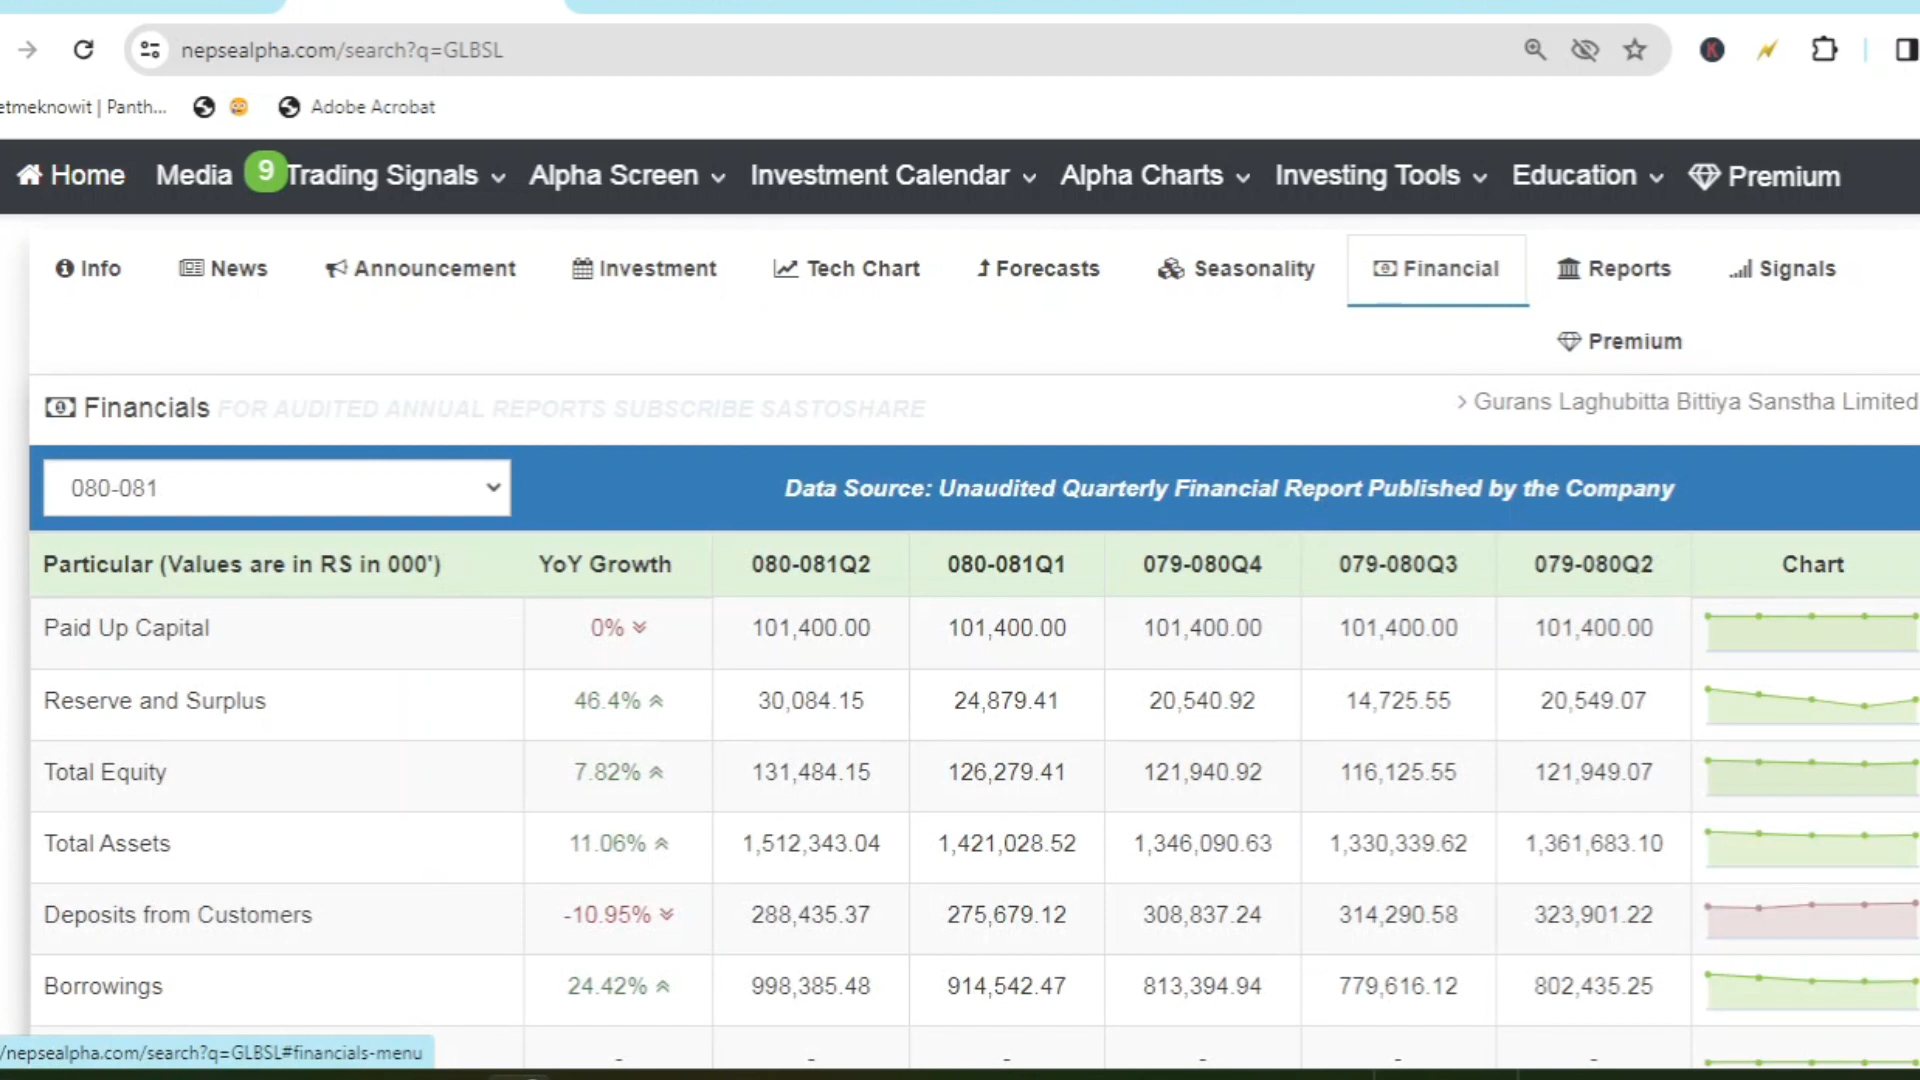 nepsealpha.com/search?q=GLBSL
etmeknowit | Panth... Adobe Acrobat
Home Media 9 Trading Signals Alpha Screen Investment Calendar Alpha Charts Investing Tools Education Premium
Info News Announcement Investment Tech Chart Forecasts Seasonality Financial Reports Signals
Premium
Financials FOR AUDITED ANNUAL REPORTS SUBSCRIBE SASTOSHARE > Gurans Laghubitta Bittiya Sanstha Limited
080-081 Data Source: Unaudited Quarterly Financial Report Published by the Company
Particular (Values are in RS in 000') YoY Growth 080-081Q2 080-081Q1 079-080Q4 079-080Q3 079-080Q2 Chart
Paid Up Capital 0% 101,400.00 101,400.00 101,400.00 101,400.00 101,400.00
Reserve and Surplus 46.4% 30,084.15 24,879.41 20,540.92 14,725.55 20,549.07
Total Equity 7.82% 131,484.15 126,279.41 121,940.92 116,125.55 121,949.07
Total Assets 11.06% 1,512,343.04 1,421,028.52 1,346,090.63 1,330,339.62 1,361,683.10
Deposits from Customers -10.95% 288,435.37 275,679.12 308,837.24 314,290.58 323,901.22
Borrowings 24.42% 998,385.48 914,542.47 813,394.94 779,616.12 802,435.25
- - - - - -
/nepsealpha.com/search?q=GLBSL#financials-menu